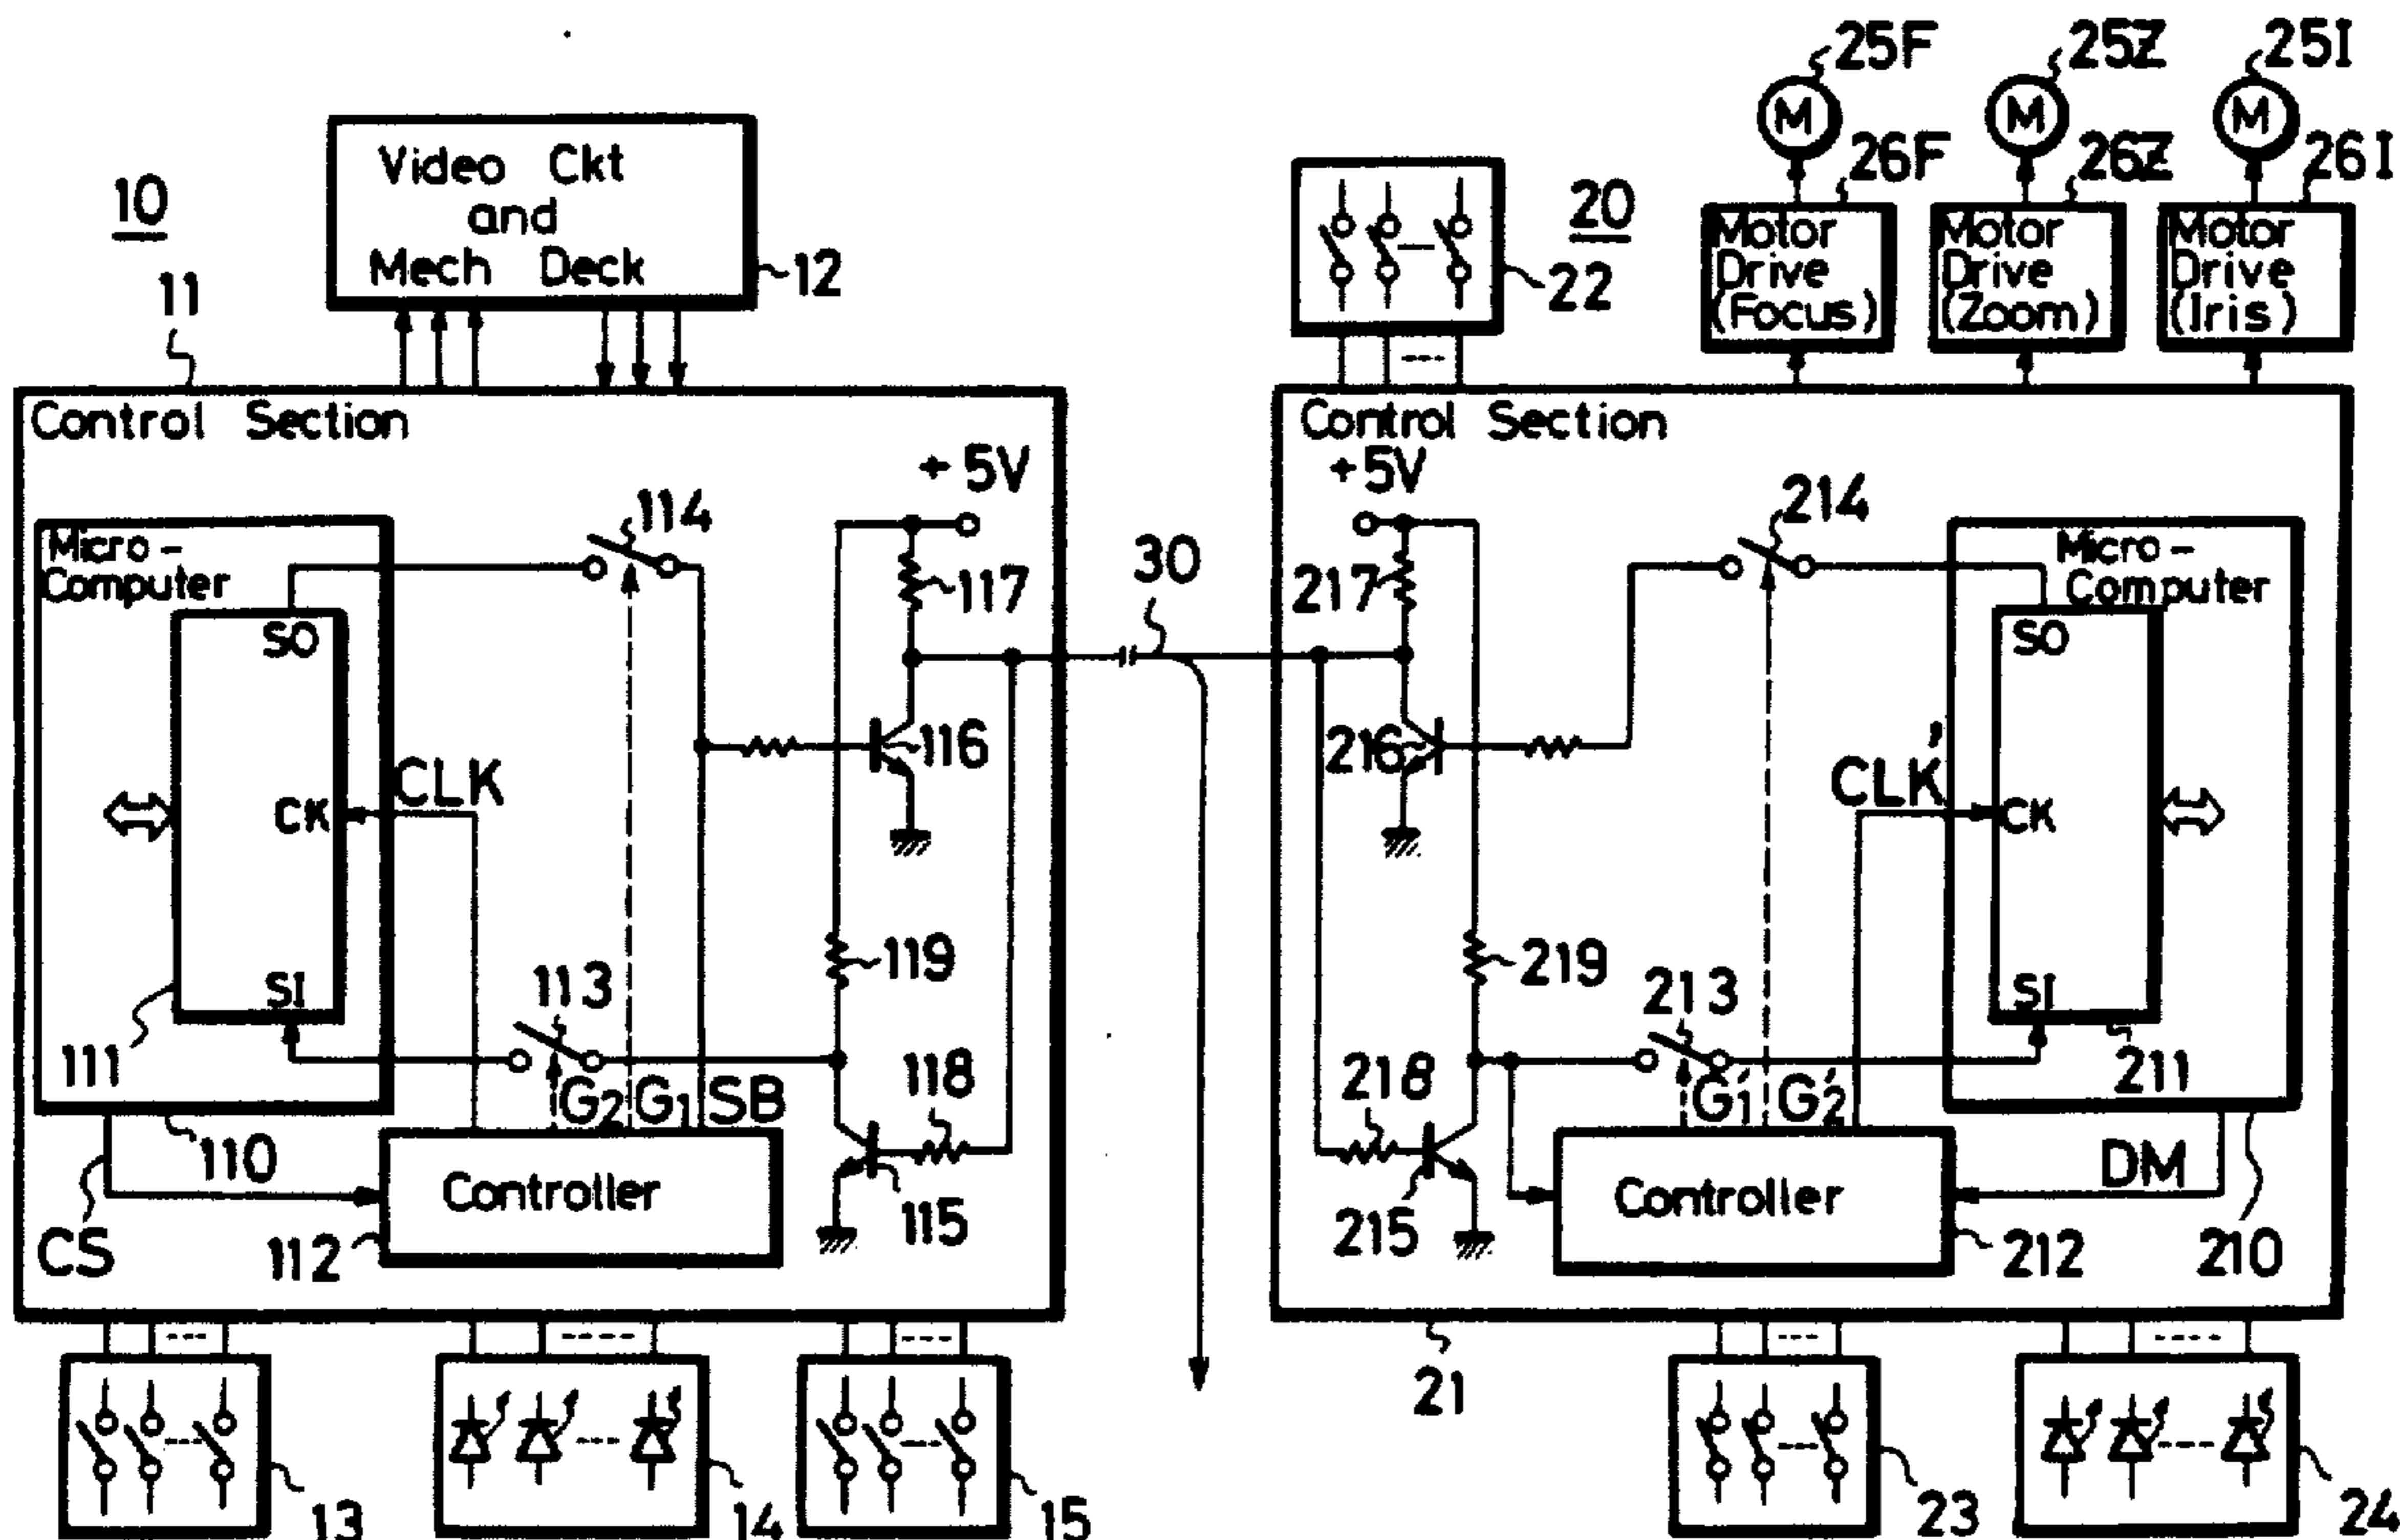 25F
25Z
25I
M
M
M
Video Ckt
and
Mech Deck
10
12
20
22
26F
26Z
26I
Motor
Drive
(Focus)
Motor
Drive
(Zoom)
Motor
Drive
(Iris)
11
Control Section
+5V
Control Section
+5V
Micro-
Computer
SO
114
117
30
217
214
Micro-
Computer
SO
116
216
CLK
CK
CLK'
CK
119
219
SI
113
213
SI
111
G2
G1
SB
118
218
G1'
G2'
211
110
Controller
115
215
Controller
DM
CS
112
212
210
21
13
14
15
23
24